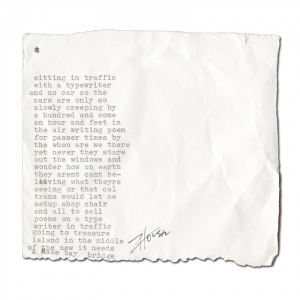 sitting in traffic
with a typewriter
and no car so the
cars are only so
slowly creeping by
a hundred and some
an hour and feet in
the air writing poem
for passer times by
the when are we there
yet never they stare
out the windows and
wonder how on earth
they arent cant be-
lieving what theyre
seeing or that cal
trans would let me
setup shop chair
and all to sell
poems on a type
writer in traffic
going to treasure
island in the middle
of the new it needs
a name bay bridge